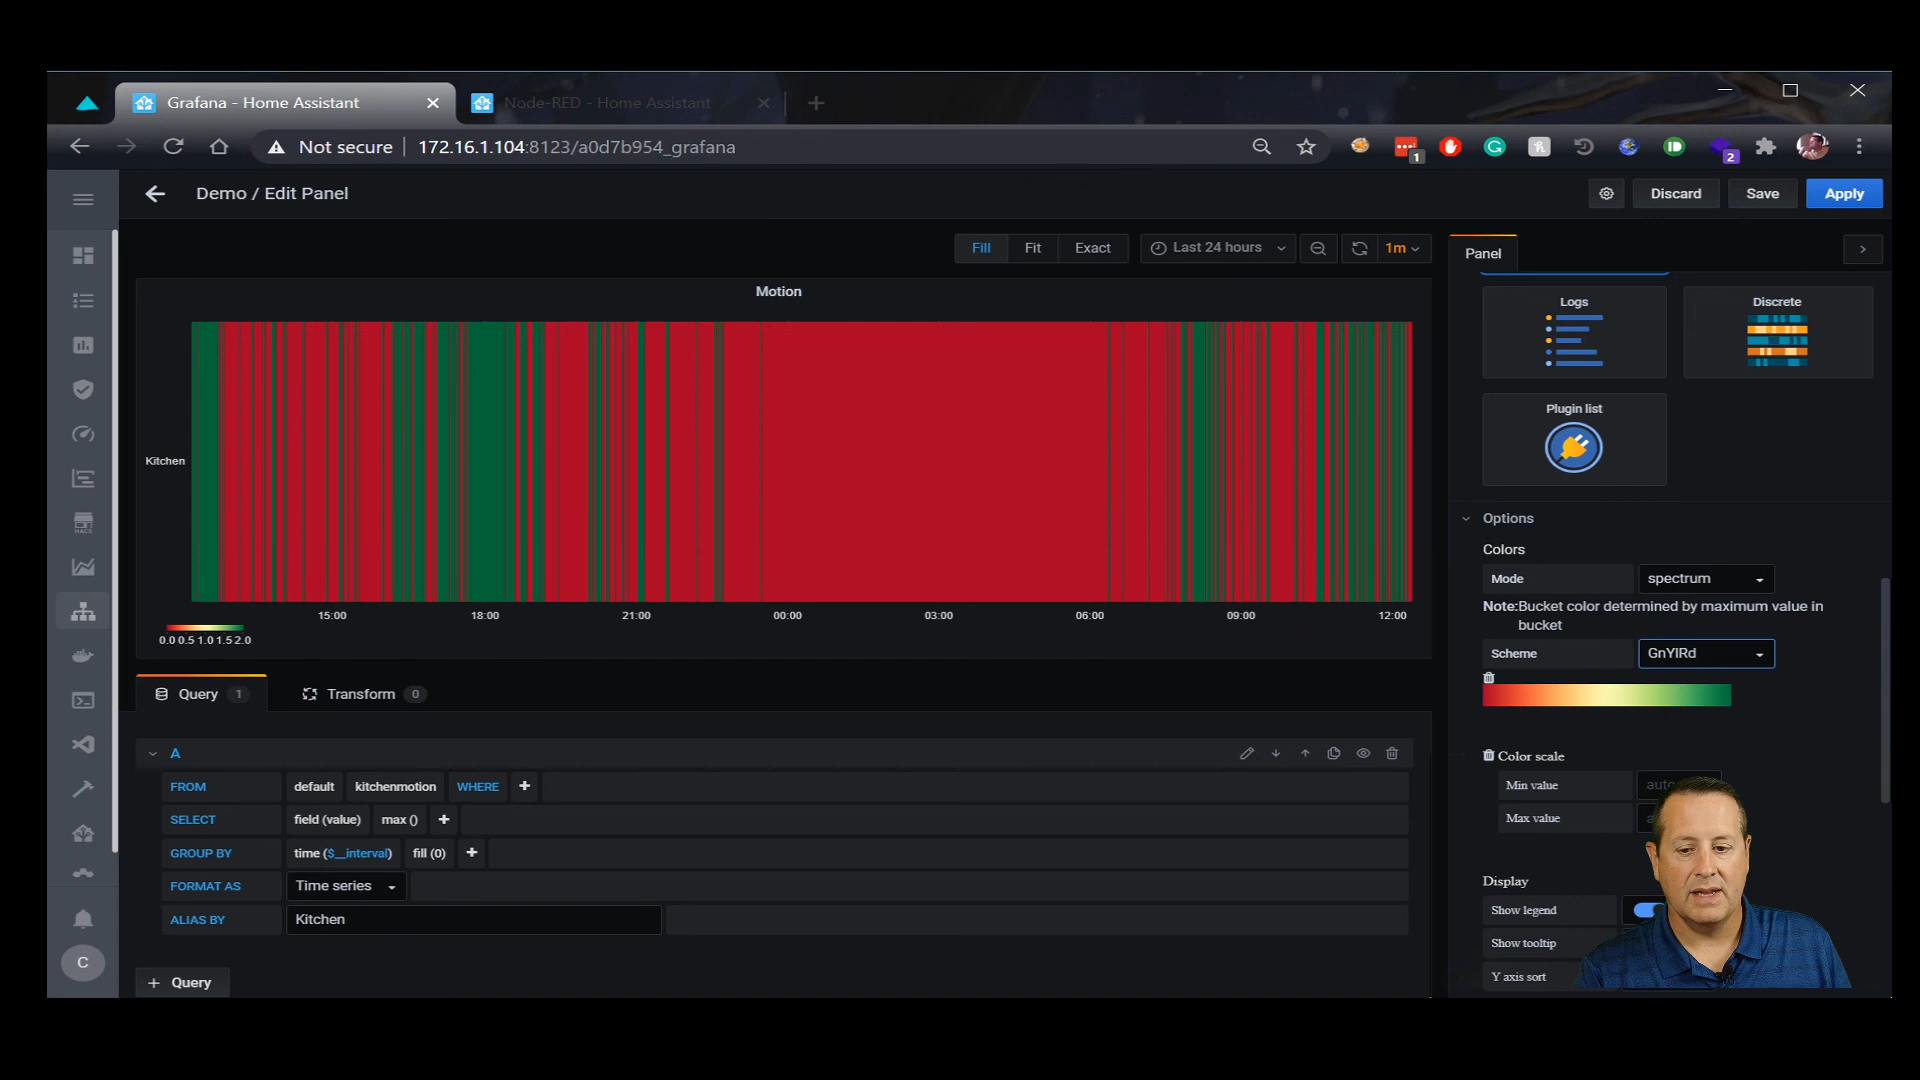 Grafana - Home Assistant
Node-RED - Home Assistant
Not secure
172.16.1.104:8123/a0d7b954_grafana
1
2
Demo / Edit Panel
Discard
Save
Apply
Fill
Fit
Exact
Last 24 hours
1m
Panel
Motion
Logs
Discrete
Plugin list
Kitchen
15:00
18:00
21:00
00:00
03:00
06:00
09:00
12:00
0.0 0.5 1.0 1.5 2.0
HACS
Options
Colors
Mode
spectrum
Note:Bucket color determined by maximum value in
bucket
Scheme
GnYlRd
Color scale
Min value
auto
Max value
Display
Show legend
Show tooltip
Y axis sort
Query 1
Transform 0
A
FROM default kitchenmotion WHERE +
SELECT field (value) max () +
GROUP BY time ($__interval) fill (0) +
FORMAT AS Time series
ALIAS BY Kitchen
+ Query
C